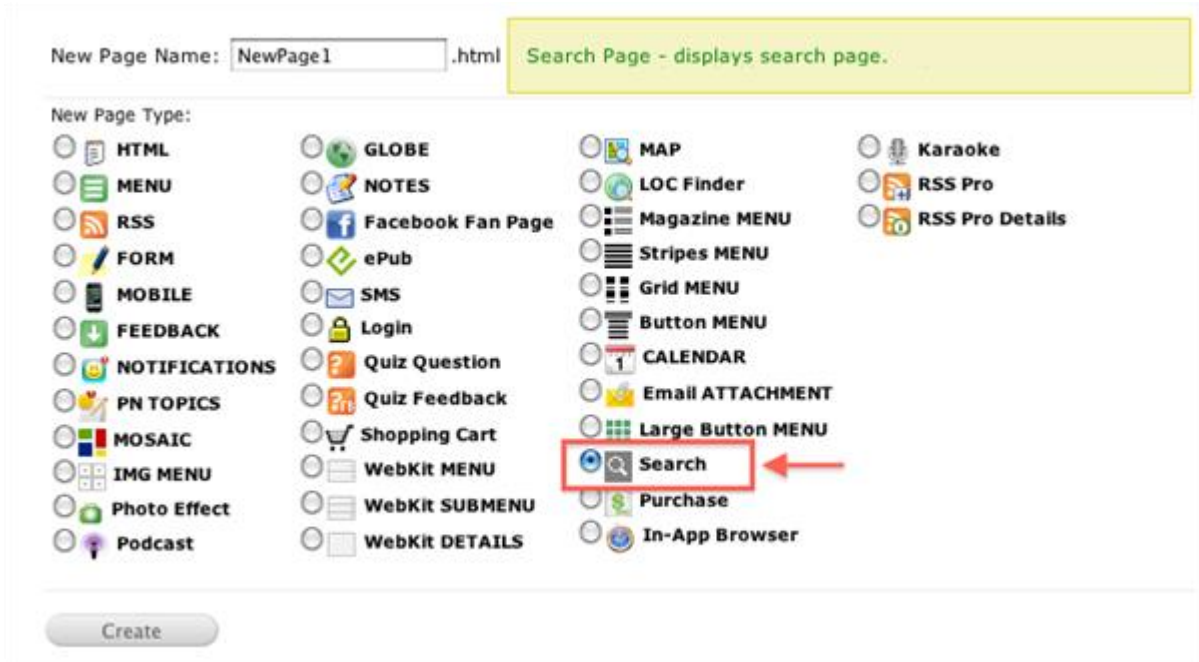 New Page Name: NewPage1 .html Search Page - displays search page.
New Page Type:
HTML GLOBE MAP Karaoke
MENU NOTES LOC Finder RSS Pro
RSS Facebook Fan Page Magazine MENU RSS Pro Details
FORM ePub Stripes MENU
MOBILE SMS Grid MENU
FEEDBACK Login Button MENU
NOTIFICATIONS Quiz Question 1 CALENDAR
PN TOPICS Quiz Feedback Email ATTACHMENT
MOSAIC Shopping Cart Large Button MENU
IMG MENU WebKit MENU Search
Photo Effect WebKit SUBMENU Purchase
Podcast WebKit DETAILS In-App Browser
Create